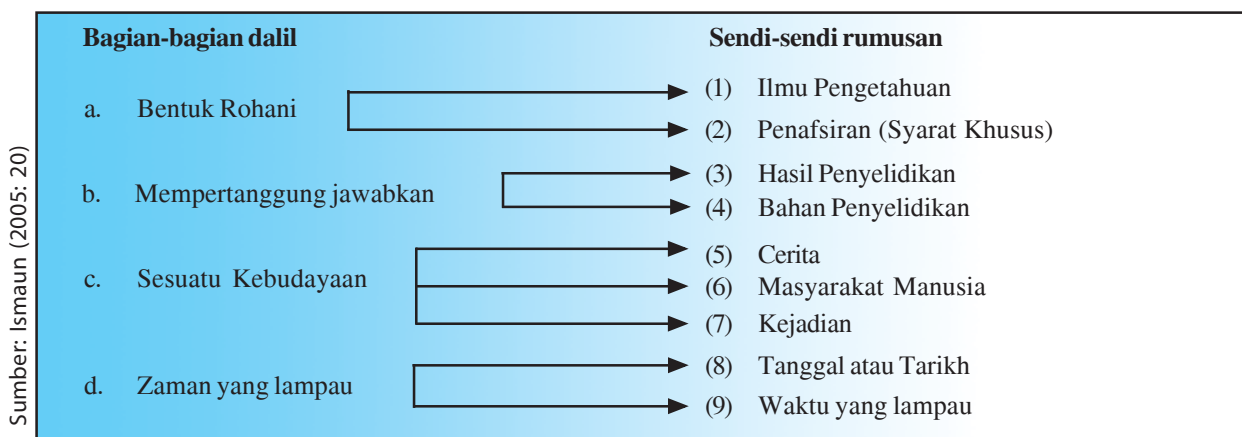 Bagian-bagian dalil
Sendi-sendi rumusan
a. Bentuk Rohani
(1) Ilmu Pengetahuan
(2) Penafsiran (Syarat Khusus)
b. Mempertanggung jawabkan
(3) Hasil Penyelidikan
(4) Bahan Penyelidikan
c. Sesuatu Kebudayaan
(5) Cerita
(6) Masyarakat Manusia
(7) Kejadian
d. Zaman yang lampau
(8) Tanggal atau Tarikh
(9) Waktu yang lampau
Sumber: Ismaun (2005: 20)